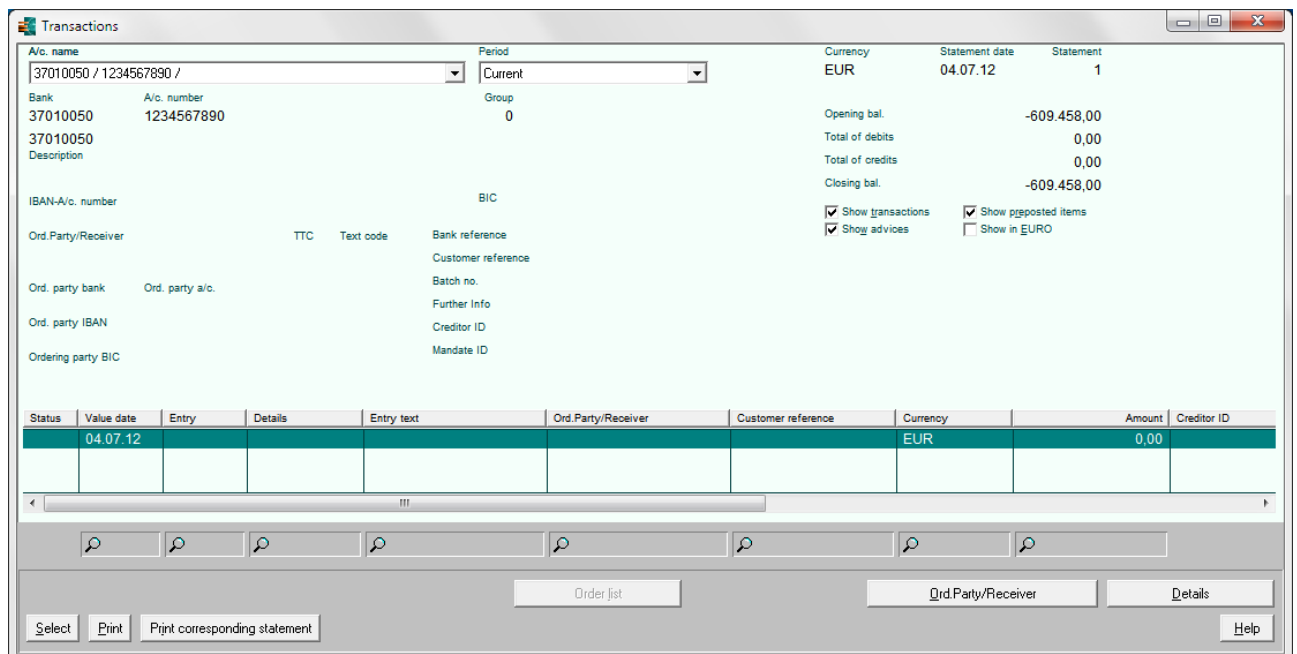 Transactions
A/c. name Period Currency Statement date Statement
37010050 / 1234567890 / Current EUR 04.07.12 1
Bank A/c. number Group
37010050 1234567890 0 Opening bal. -609.458,00
37010050 Total of debits 0,00
Description
Total of credits 0,00
Closing bal. -609.458,00
IBAN-A/c. number BIC
Show transactions Show preposted items
Show advices Show in EURO
Ord.Party/Receiver TTC Text code Bank reference
Customer reference
Ord. party bank Ord. party a/c. Batch no.
Further Info
Ord. party IBAN Creditor ID
Ordering party BIC Mandate ID
Status Value date Entry Details Entry text Ord.Party/Receiver Customer reference Currency Amount Creditor ID
04.07.12 EUR 0,00
Order list Ord.Party/Receiver Details
Select Print Print corresponding statement Help